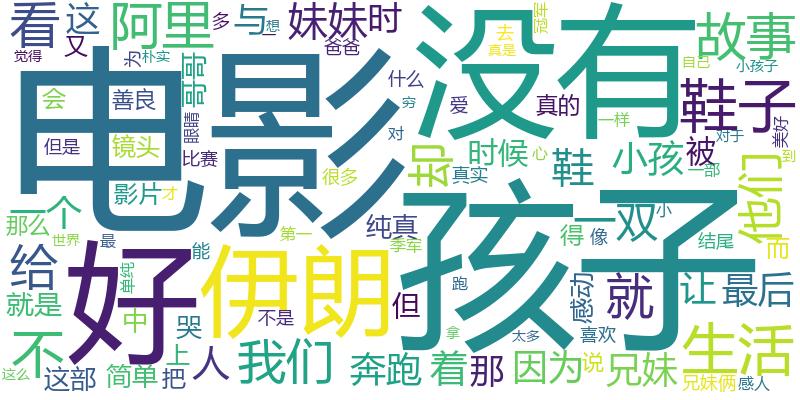 看
这
阿里
多
与
妹妹
时
没有
冠军
故事
觉得
又
为
朴实
哥哥
一
想
爸爸
去
真是
自己
小孩子
电影
会
善良
眼睛
什么
穷
爱
真的
一样
鞋子
对于
美好
但是
镜头
比赛
对
却
时候
心
小孩
被
到
影片
才
很多
真实
鞋
一部
他们
一个
那么
纯真
孩子
一双
小
世界
最
能
第一
李军
得
像
结尾
而
给
好
伊朗
但
跑
感动
就
让
最后
就是
单纯
中
哭
不是
拿
太多
喜欢
生活
不
上
我们
这么
这部
简单
把
人
奔跑
着
那
因为
说
兄妹
兄妹俩
感人